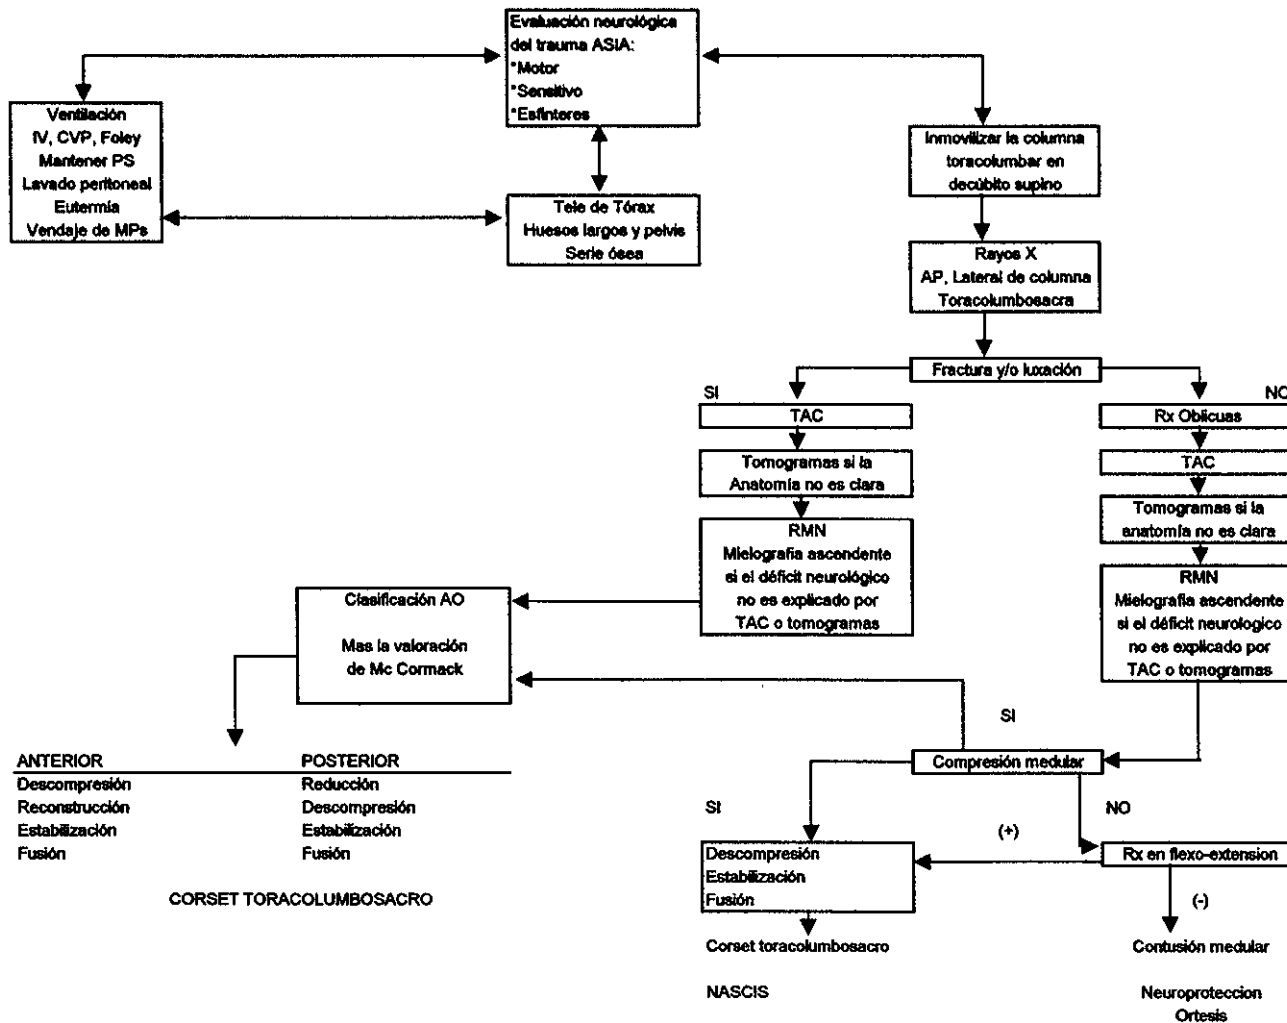 Evaluación neurológica
del trauma ASIA:
*Motor
*Sensitivo
*Esfínteres
Ventilación
IV, CVP, Foley
Mantener PS
Lavado peritoneal
Eutermia
Vendaje de MPs
Inmovilizar la columna
toracolumbar en
decúbito supino
Tele de Tórax
Huesos largos y pelvis
Serie ósea
Rayos X
AP, Lateral de columna
Toracolumbosacra
Fractura y/o luxación
SI
NO
TAC
Rx Oblicuas
Tomogramas si la
Anatomía no es clara
TAC
Tomogramas si la
anatomía no es clara
RMN
Mielografía ascendente
si el déficit neurológico
no es explicado por
TAC o tomogramas
RMN
Mielografía ascendente
si el déficit neurologico
no es explicado por
TAC o tomogramas
Clasificación AO
Mas la valoración
de Mc Cormack
SI
Compresión medular
ANTERIOR POSTERIOR
Descompresión Reducción
Reconstrucción Descompresión
Estabilización Estabilización
Fusión Fusión
CORSET TORACOLUMBOSACRO
SI
NO
(+)
Descompresión
Estabilización
Fusión
Rx en flexo-extension
(-)
Corset toracolumbosacro
Contusión medular
NASCIS
Neuroproteccion
Ortesis